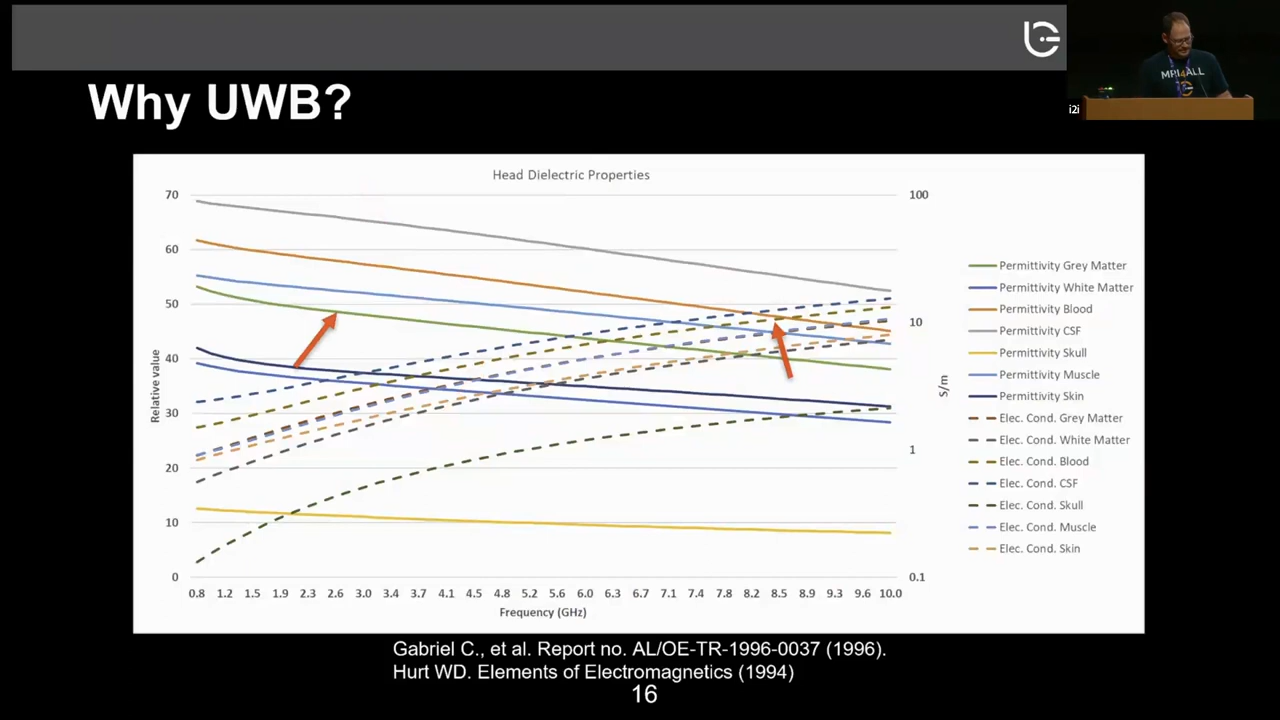 Why UWB?
MRI4ALL
i2i
Head Dielectric Properties
70
60
50
40
30
20
10
0
Relative value
100
10
1
0.1
S/m
0.8 1.2 1.5 1.9 2.3 2.6 3.0 3.4 3.7 4.1 4.5 4.8 5.2 5.6 6.0 6.3 6.7 7.1 7.4 7.8 8.2 8.5 8.9 9.3 9.6 10.0
Frequency (GHz)
Permittivity Grey Matter
Permittivity White Matter
Permittivity Blood
Permittivity CSF
Permittivity Skull
Permittivity Muscle
Permittivity Skin
Elec. Cond. Grey Matter
Elec. Cond. White Matter
Elec. Cond. Blood
Elec. Cond. CSF
Elec. Cond. Skull
Elec. Cond. Muscle
Elec. Cond. Skin
Gabriel C., et al. Report no. AL/OE-TR-1996-0037 (1996).
Hurt WD. Elements of Electromagnetics (1994)
16